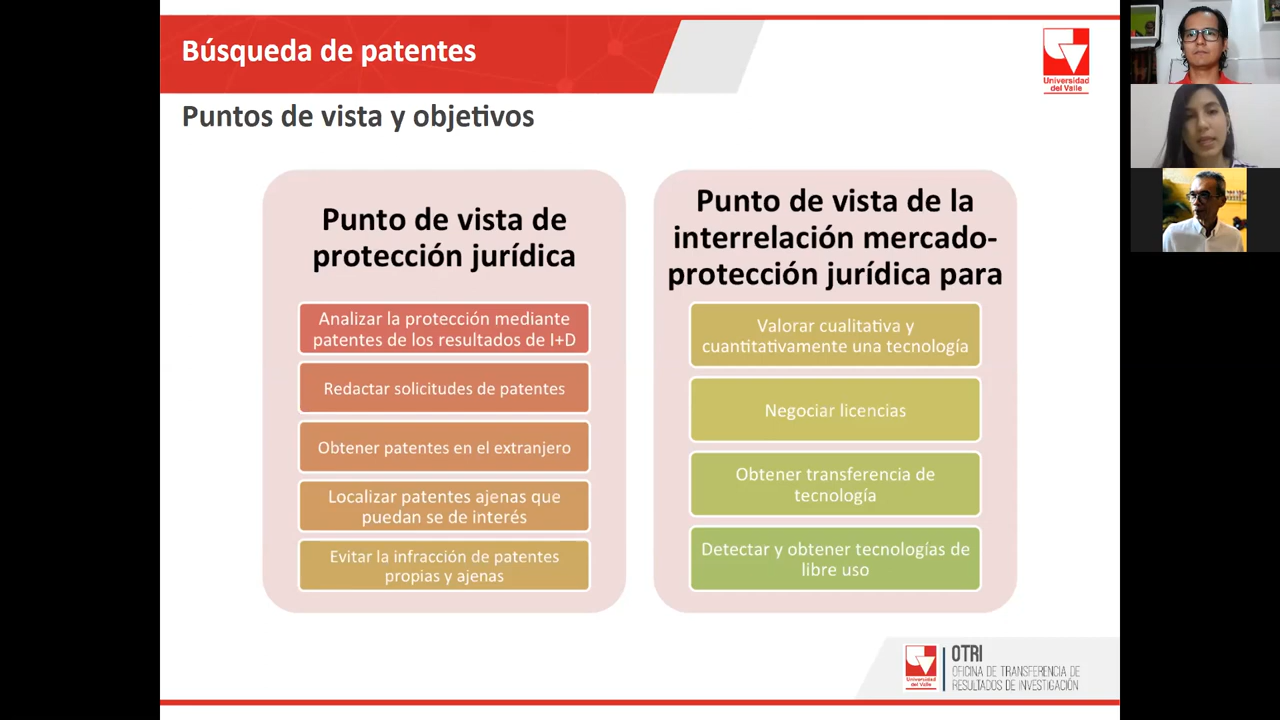 Búsqueda de patentes
Universidad
del Valle
Puntos de vista y objetivos
Punto de vista de
protección jurídica
Analizar la protección mediante
patentes de los resultados de I+D
Redactar solicitudes de patentes
Obtener patentes en el extranjero
Localizar patentes ajenas que
puedan se de interés
Evitar la infracción de patentes
propias y ajenas
Punto de vista de la
interrelación mercado-
protección jurídica para
Valorar cualitativa y
cuantitativamente una tecnología
Negociar licencias
Obtener transferencia de
tecnología
Detectar y obtener tecnologías de
libre uso
Universidad
del Valle
OTRI
OFICINA DE TRANSFERENCIA DE
RESULTADOS DE INVESTIGACIÓN